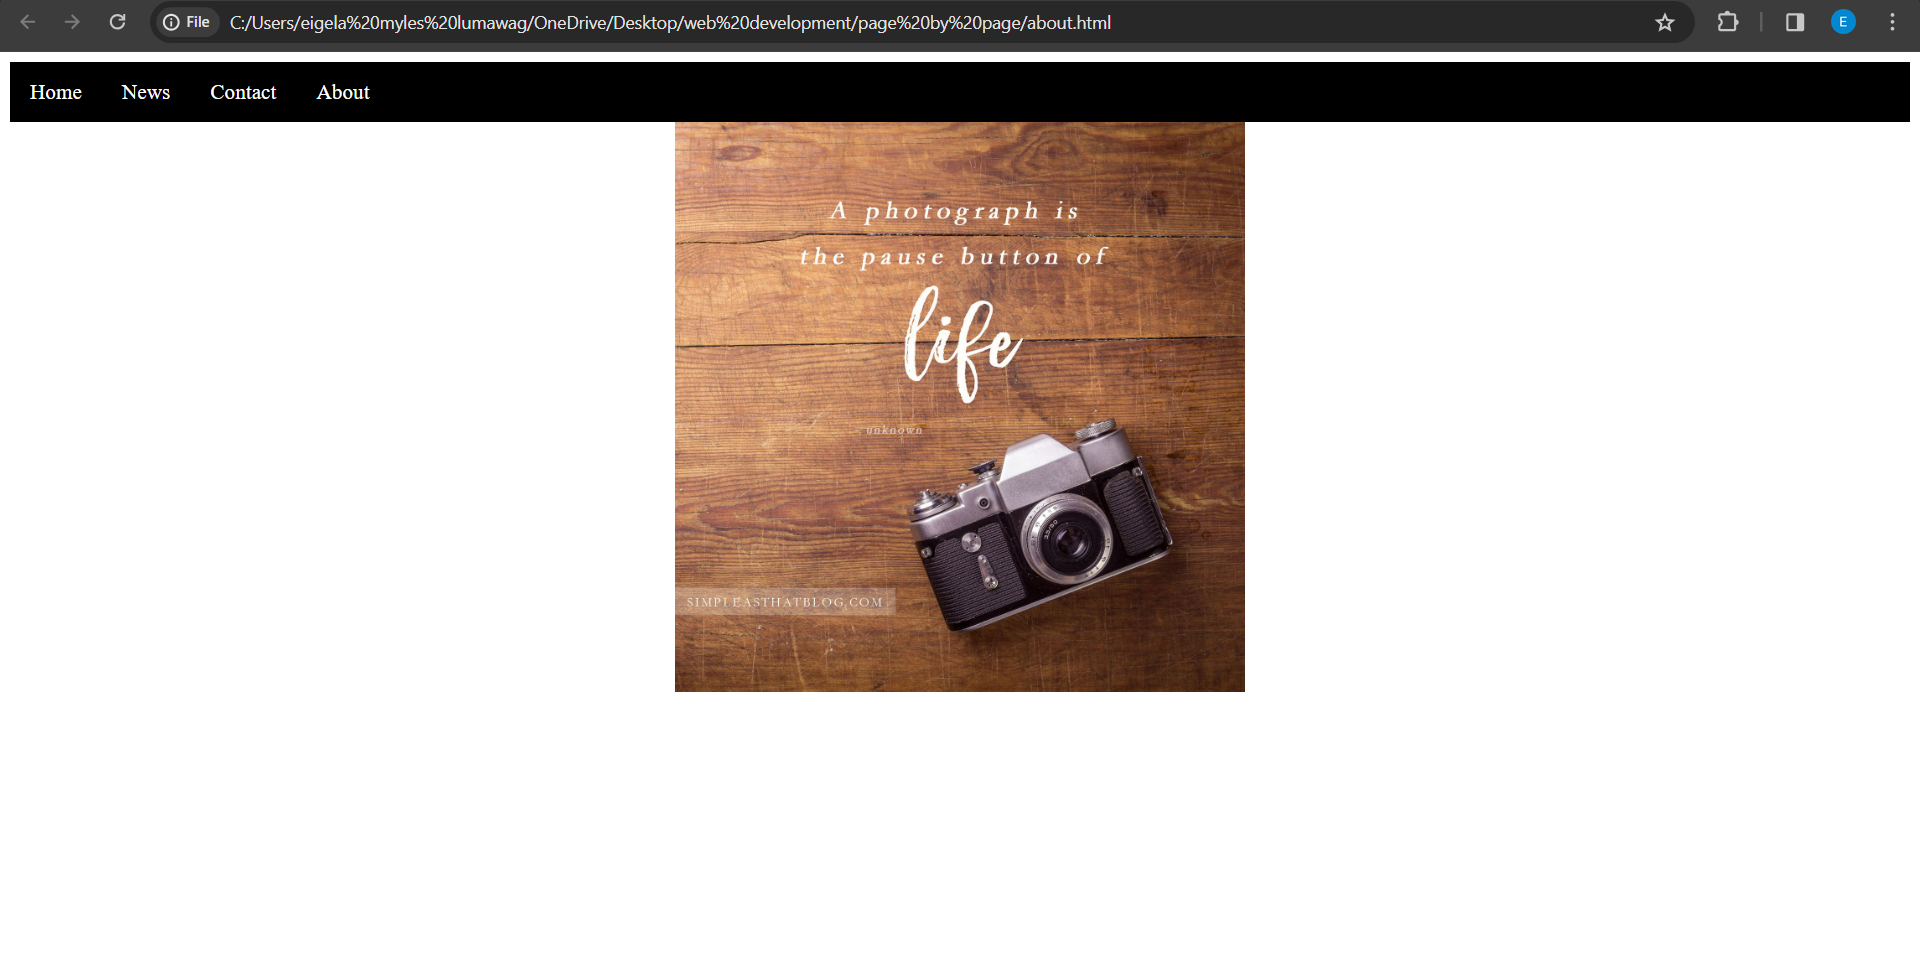 File C:/Users/eigela%20myles%20lumawag/OneDrive/Desktop/web%20development/page%20by%20page/about.html E
Home News Contact About
A photograph is
the pause button of
life
- unknown
SIMPLEASTHATBLOG.COM